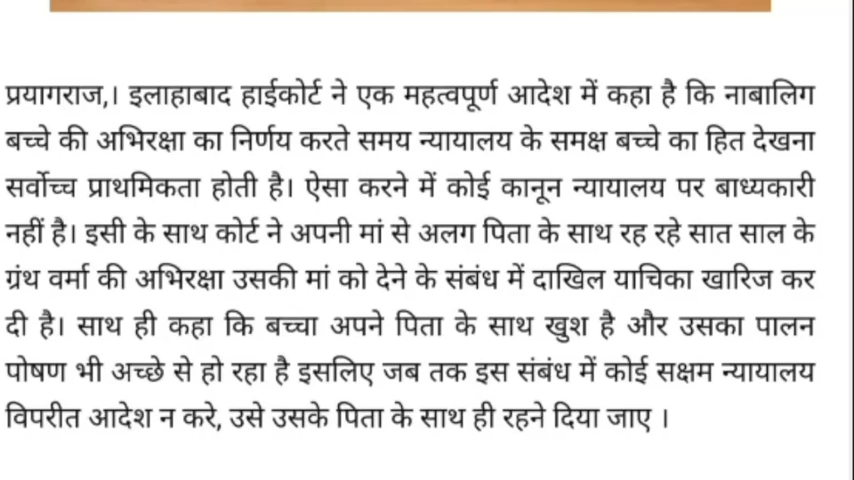 प्रयागराज,। इलाहाबाद हाईकोर्ट ने एक महत्वपूर्ण आदेश में कहा है कि नाबालिग
बच्चे की अभिरक्षा का निर्णय करते समय न्यायालय के समक्ष बच्चे का हित देखना
सर्वोच्च प्राथमिकता होती है। ऐसा करने में कोई कानून न्यायालय पर बाध्यकारी
नहीं है। इसी के साथ कोर्ट ने अपनी मां से अलग पिता के साथ रह रहे सात साल के
ग्रंथ वर्मा की अभिरक्षा उसकी मां को देने के संबंध में दाखिल याचिका खारिज कर
दी है। साथ ही कहा कि बच्चा अपने पिता के साथ खुश है और उसका पालन
पोषण भी अच्छे से हो रहा है इसलिए जब तक इस संबंध में कोई सक्षम न्यायालय
विपरीत आदेश न करे, उसे उसके पिता के साथ ही रहने दिया जाए ।